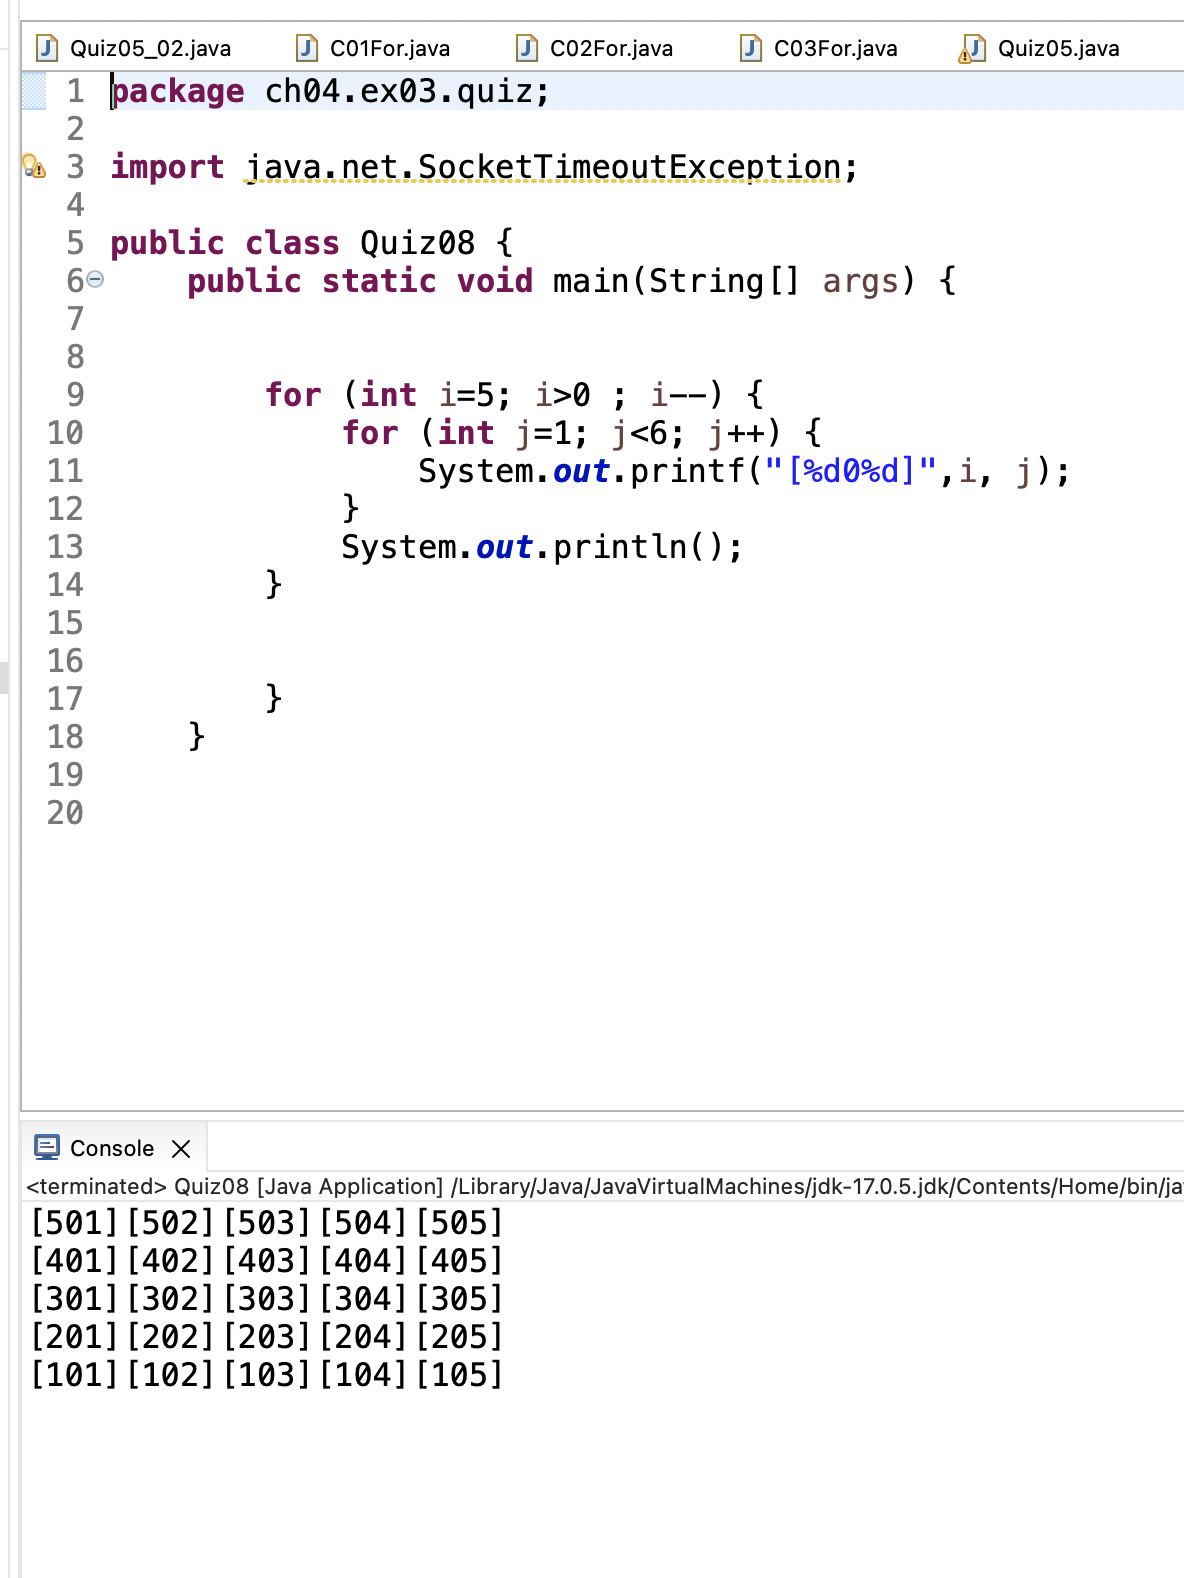 Quiz05_02.java C01For.java C02For.java C03For.java Quiz05.java
1 package ch04.ex03.quiz;
2
3 import java.net.SocketTimeoutException;
4
5 public class Quiz08 {
6 public static void main(String[] args) {
7
8
9 for (int i=5; i>0 ; i--) {
10 for (int j=1; j<6; j++) {
11 System.out.printf("[%d0%d]",i, j);
12 }
13 System.out.println();
14 }
15
16
17 }
18 }
19
20
Console
<terminated> Quiz08 [Java Application] /Library/Java/JavaVirtualMachines/jdk-17.0.5.jdk/Contents/Home/bin/ja
[501][502][503][504][505]
[401][402][403][404][405]
[301][302][303][304][305]
[201][202][203][204][205]
[101][102][103][104][105]